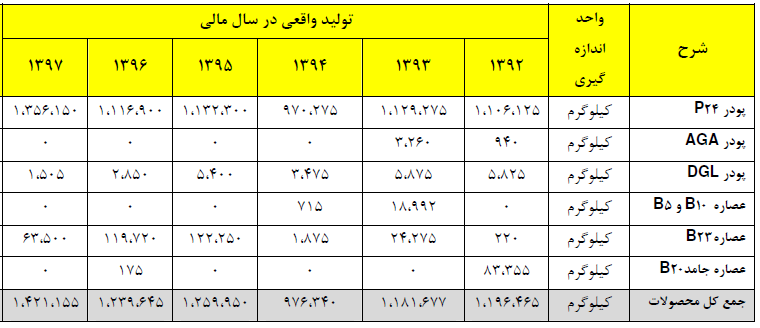 شرح واحد اندازه گیری تولید واقعی در سال مالی
۱۳۹۲ ۱۳۹۳ ۱۳۹۴ ۱۳۹۵ ۱۳۹۶ ۱۳۹۷
پودر P۲۴ کیلوگرم ۱،۱۰۶،۱۲۵ ۱،۱۲۹،۲۷۵ ۹۷۰،۲۷۵ ۱،۱۳۲،۳۰۰ ۱،۱۱۶،۹۰۰ ۱،۳۵۶،۱۵۰
پودر AGA کیلوگرم ۹۴۰ ۳،۲۶۰ ۰ ۰ ۰ ۰
پودر DGL کیلوگرم ۵،۸۲۵ ۵،۸۷۵ ۳،۴۷۵ ۵،۴۰۰ ۲،۸۵۰ ۱،۵۰۵
عصاره B۱۰ و B۵ کیلوگرم ۰ ۱۸،۹۹۲ ۷۱۵ ۰ ۰ ۰
عصاره B۲۳ کیلوگرم ۲۲۰ ۲۴،۲۷۵ ۱،۸۷۵ ۱۲۲،۲۵۰ ۱۱۹،۷۲۰ ۶۳،۵۰۰
عصاره جامد B۲۰ کیلوگرم ۸۳،۳۵۵ ۰ ۰ ۰ ۱۷۵ ۰
جمع کل محصولات کیلوگرم ۱،۱۹۶،۴۶۵ ۱،۱۸۱،۶۷۷ ۹۷۶،۳۴۰ ۱،۲۵۹،۹۵۰ ۱،۲۳۹،۶۴۵ ۱،۴۲۱،۱۵۵